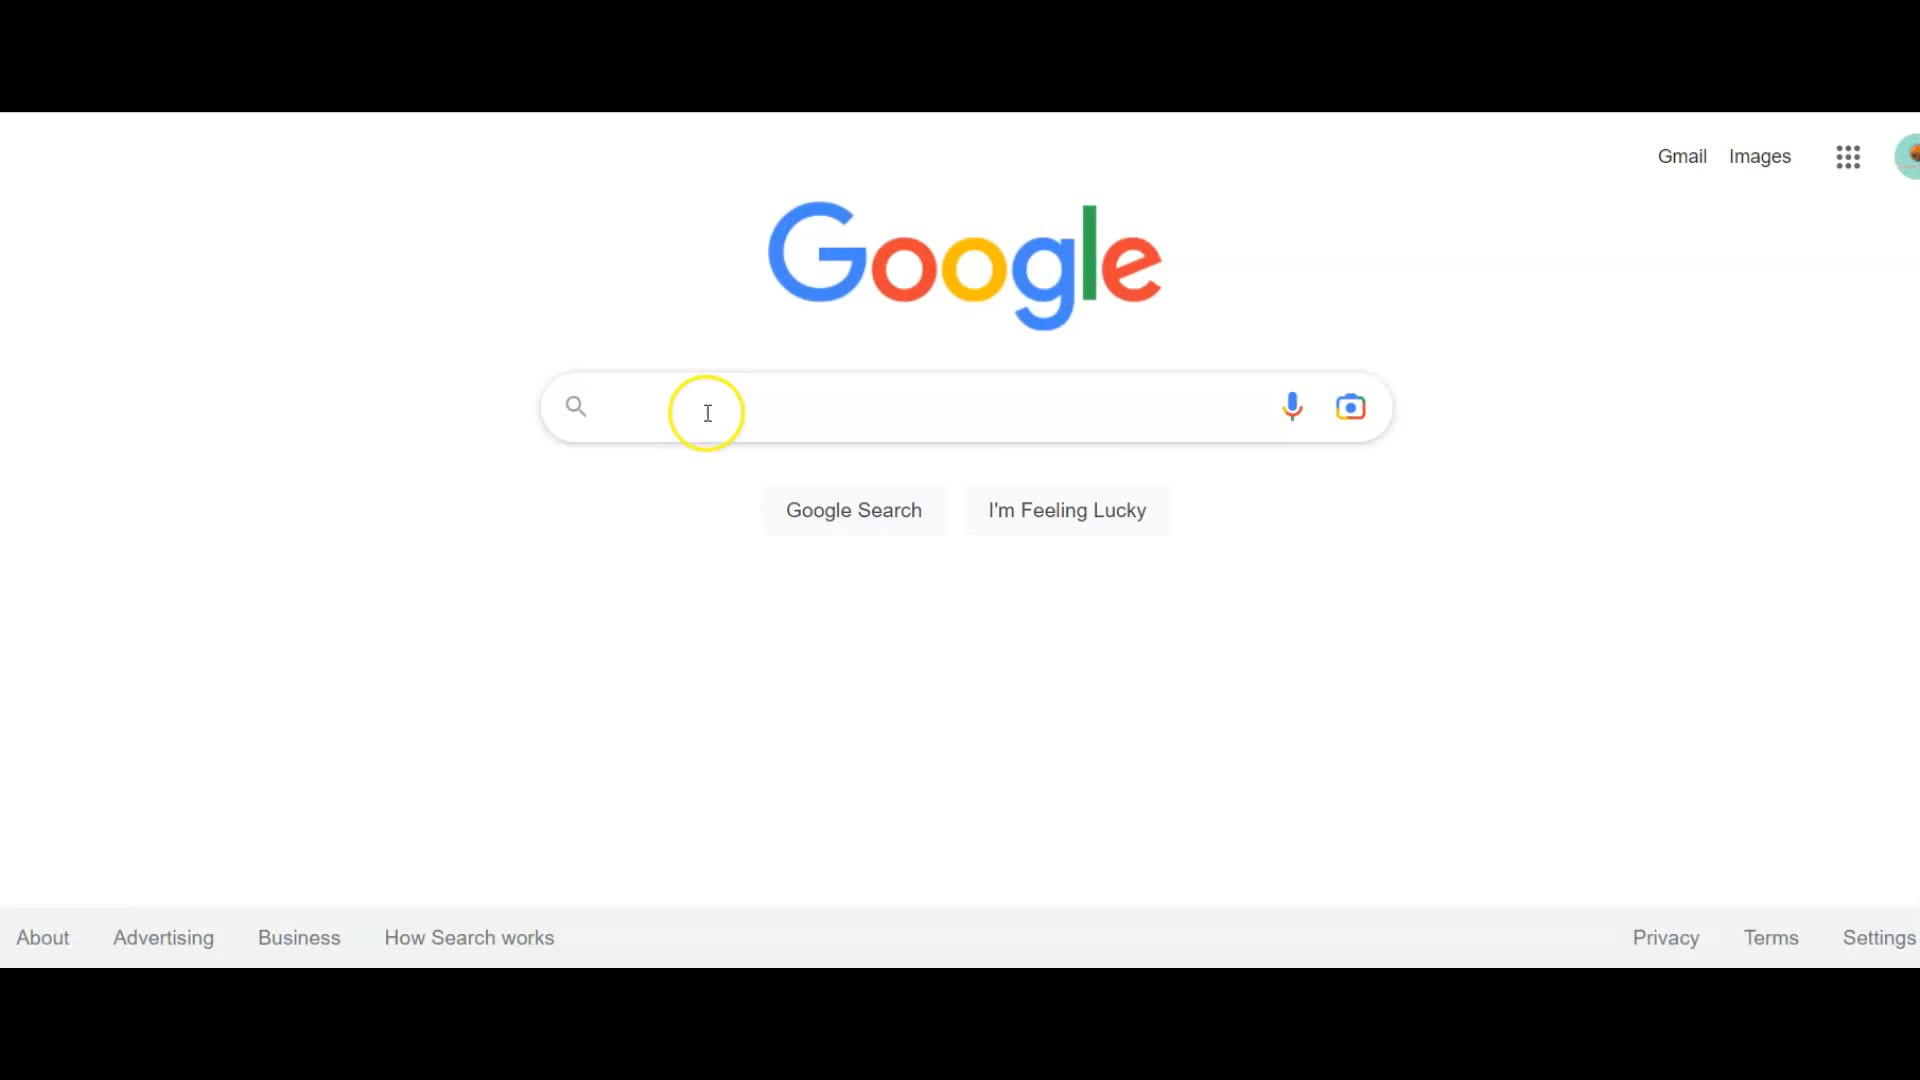 Gmail Images
Google
Google Search I'm Feeling Lucky
About Advertising Business How Search works Privacy Terms Settings